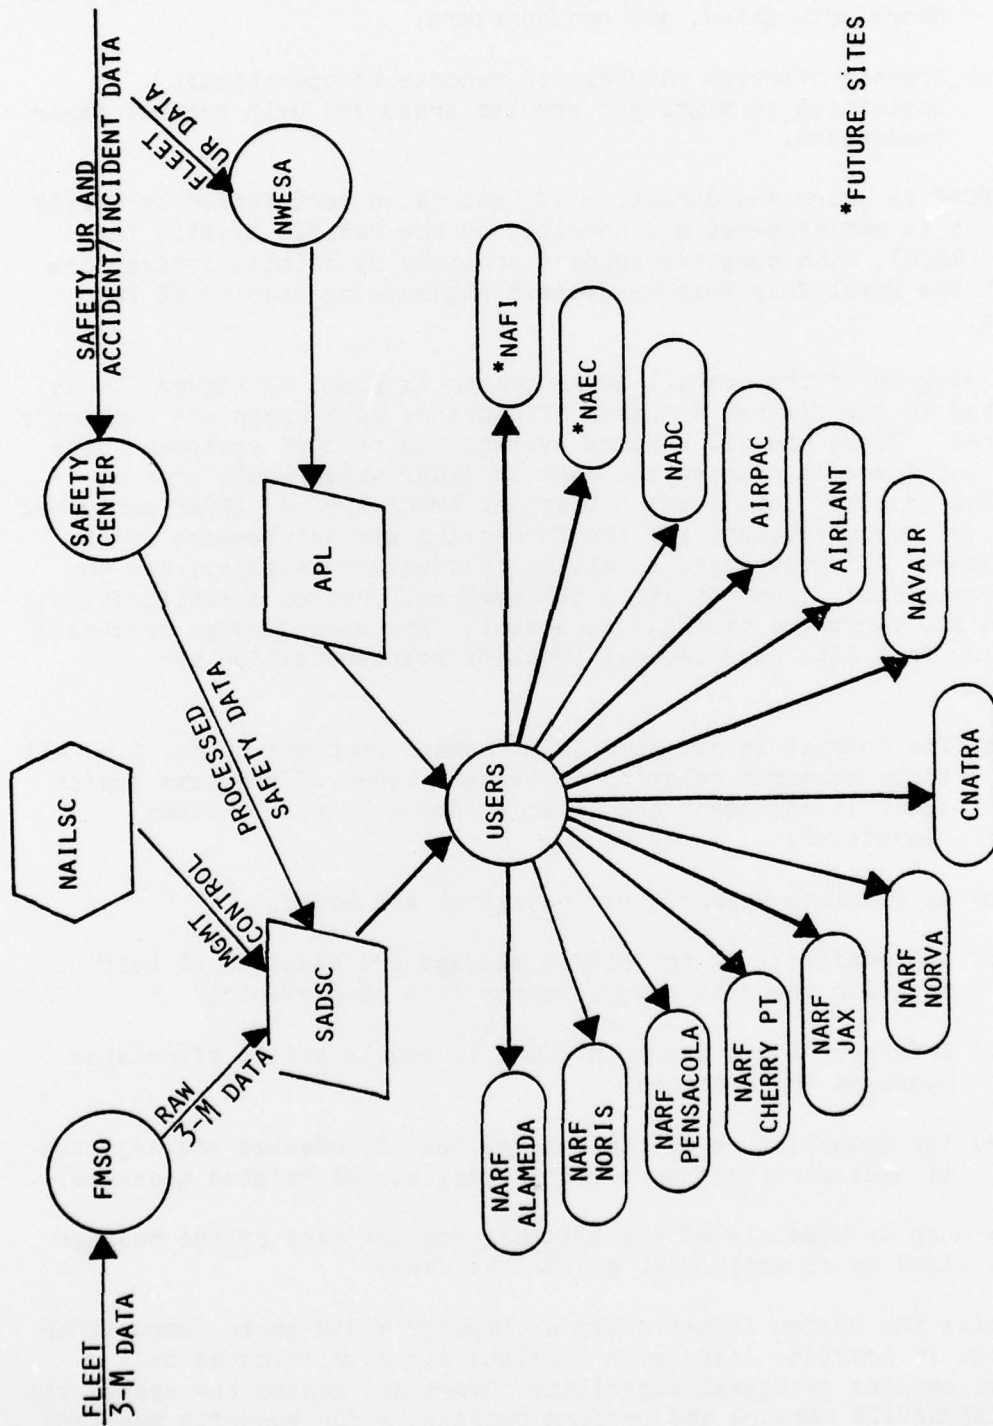 FLEET
3-M DATA
FMSO
RAW
3-M DATA
NAILSC
MGMT
CONTROL
SAFETY
CENTER
SAFETY UR AND
ACCIDENT/INCIDENT DATA
PROCESSED
SAFETY DATA
FLEET
UR DATA
NWESA
SADSC
APL
USERS
NARF
ALAMEDA
NARF
NORIS
NARF
PENSACOLA
NARF
CHERRY PT
NARF
JAX
NARF
NORVA
CNATRA
NAVAIR
AIRLANT
AIRPAC
NADC
*NAEC
*NAFI
*FUTURE SITES